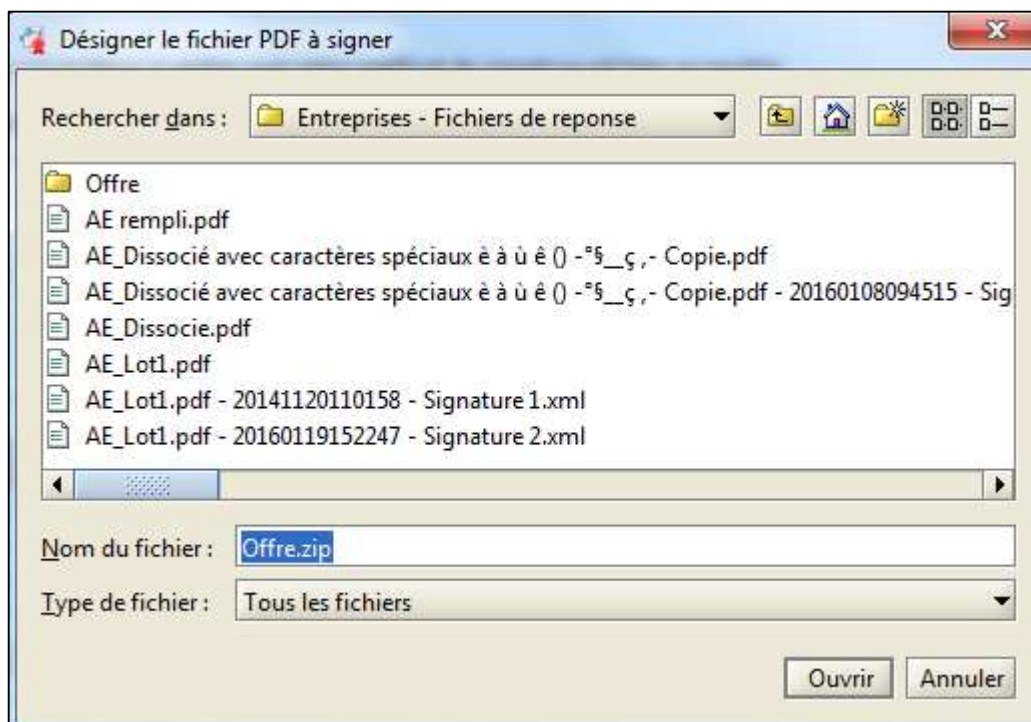 Désigner le fichier PDF à signer
Rechercher dans :
Entreprises - Fichiers de reponse
Offre
AE rempli.pdf
AE_Dissocié avec caractères spéciaux è à ù ê () -°§__ç ,- Copie.pdf
AE_Dissocié avec caractères spéciaux è à ù ê () -°§__ç ,- Copie.pdf - 20160108094515 - Sig
AE_Dissocie.pdf
AE_Lot1.pdf
AE_Lot1.pdf - 20141120110158 - Signature 1.xml
AE_Lot1.pdf - 20160119152247 - Signature 2.xml
Nom du fichier : Offre.zip
Type de fichier : Tous les fichiers
Ouvrir Annuler